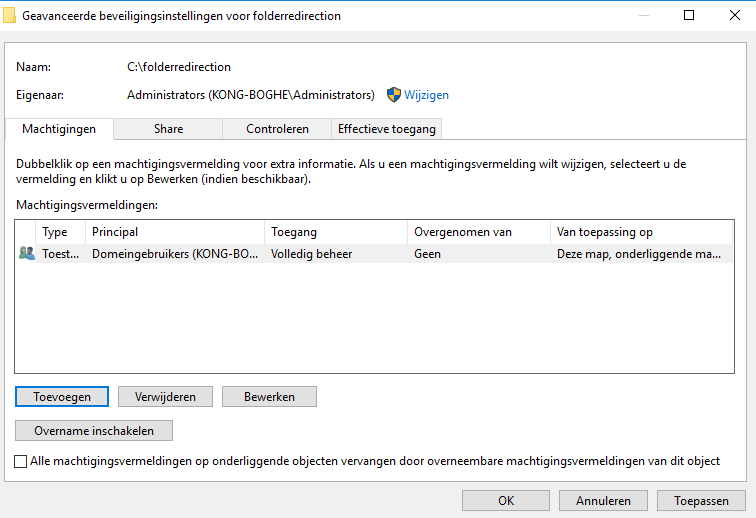 Geavanceerde beveiligingsinstellingen voor folderredirection
Naam: C:\folderredirection
Eigenaar: Administrators (KONG-BOGHE\Administrators) Wijzigen
Machtigingen Share Controleren Effectieve toegang
Dubbelklik op een machtigingsvermelding voor extra informatie. Als u een machtigingsvermelding wilt wijzigen, selecteert u de
vermelding en klikt u op Bewerken (indien beschikbaar).
Machtigingsvermeldingen:
Type Principal Toegang Overgenomen van Van toepassing op
Toest... Domeingebruikers (KONG-BO... Volledig beheer Geen Deze map, onderliggende ma...
Toevoegen Verwijderen Bewerken
Overname inschakelen
Alle machtigingsvermeldingen op onderliggende objecten vervangen door overneembare machtigingsvermeldingen van dit object
OK Annuleren Toepassen